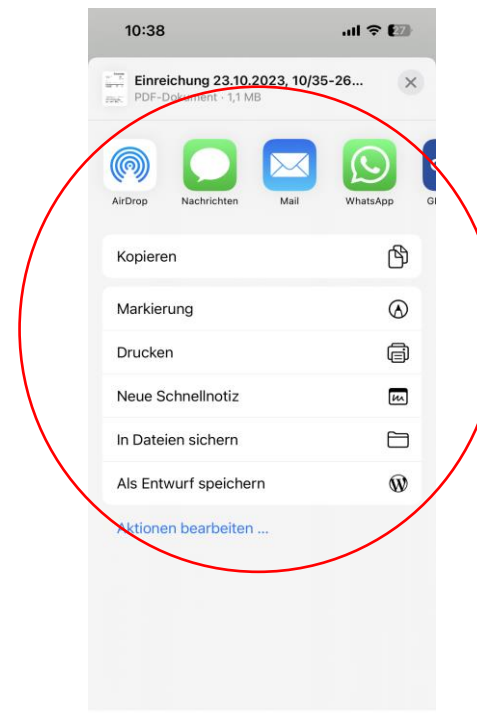 10:38
27
Einreichung 23.10.2023, 10/35-26...
PDF-Dokument · 1,1 MB
AirDrop
Nachrichten
Mail
WhatsApp
Kopieren
Markierung
Drucken
Neue Schnellnotiz
In Dateien sichern
Als Entwurf speichern
Aktionen bearbeiten ...